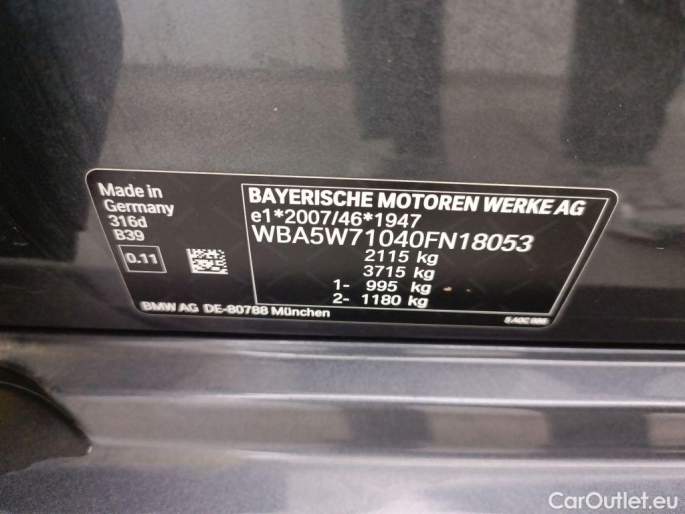 Made in
Germany
316d
B39
0.11
BAYERISCHE MOTOREN WERKE AG
e1*2007/46*1947
WBA5W71040FN18053
2115 kg
3715 kg
1- 995 kg
2- 1180 kg
BMW AG DE-80788 München
CarOutlet.eu